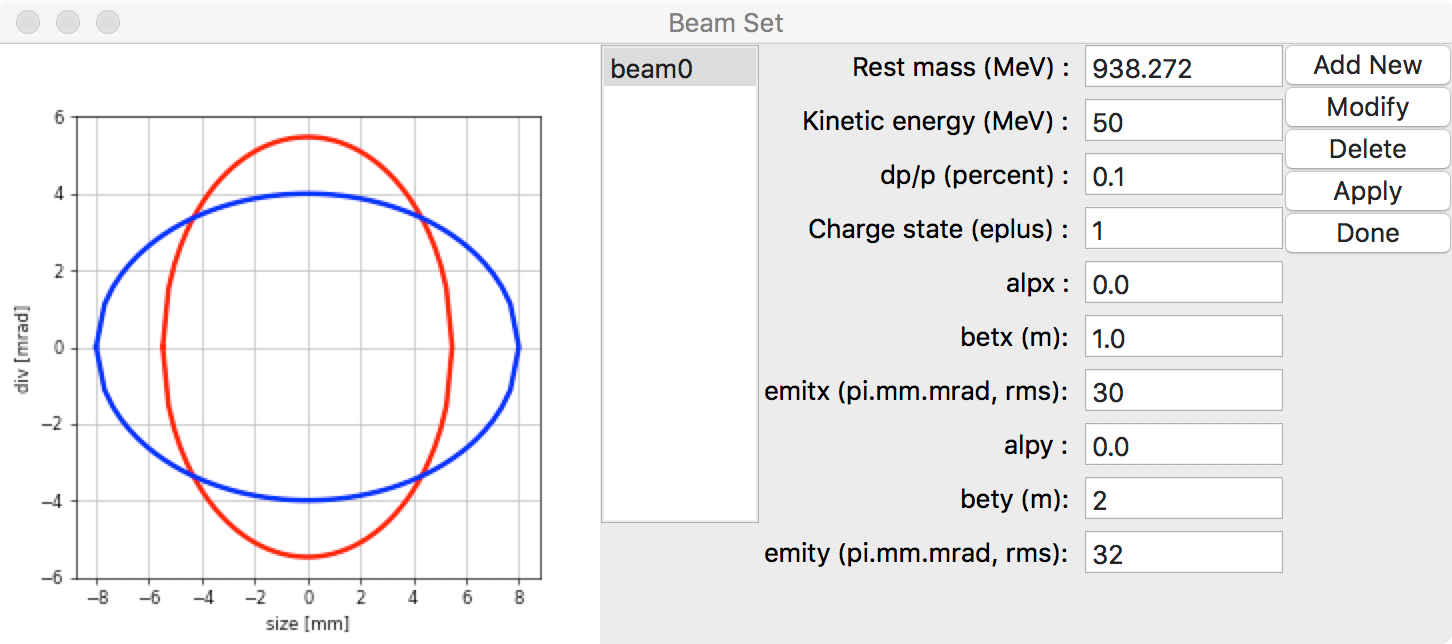 Beam Set
6
4
2
0
−2
−4
−6
div [mrad]
−8 −6 −4 −2 0 2 4 6 8
size [mm]
beam0
Rest mass (MeV) : 938.272
Kinetic energy (MeV) : 50
dp/p (percent) : 0.1
Charge state (eplus) : 1
alpx : 0.0
betx (m): 1.0
emitx (pi.mm.mrad, rms): 30
alpy : 0.0
bety (m): 2
emity (pi.mm.mrad, rms): 32
Add New
Modify
Delete
Apply
Done